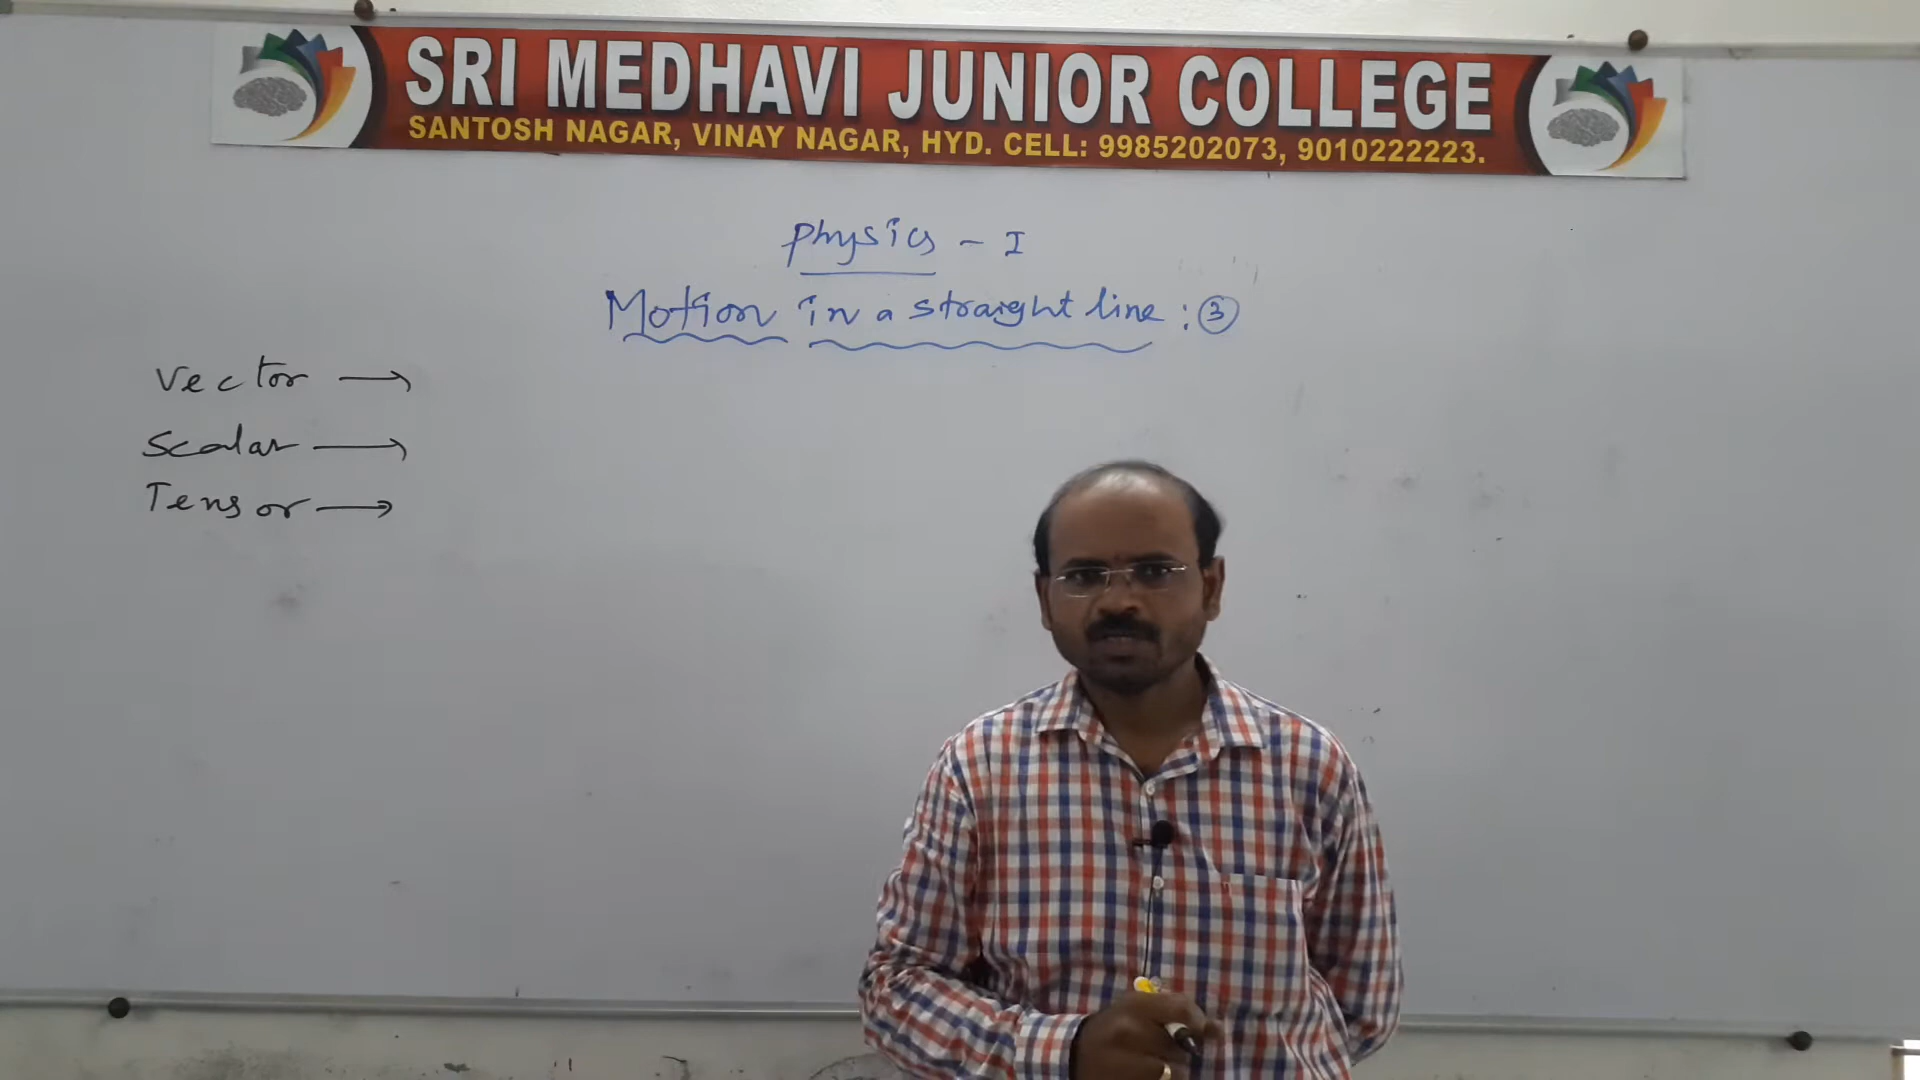 SRI MEDHAVI JUNIOR COLLEGE
SANTOSH NAGAR, VINAY NAGAR, HYD. CELL: 9985202073, 9010222223.
Physics - I
Motion in a straight line : 3
Vector →
Scalar →
Tensor →